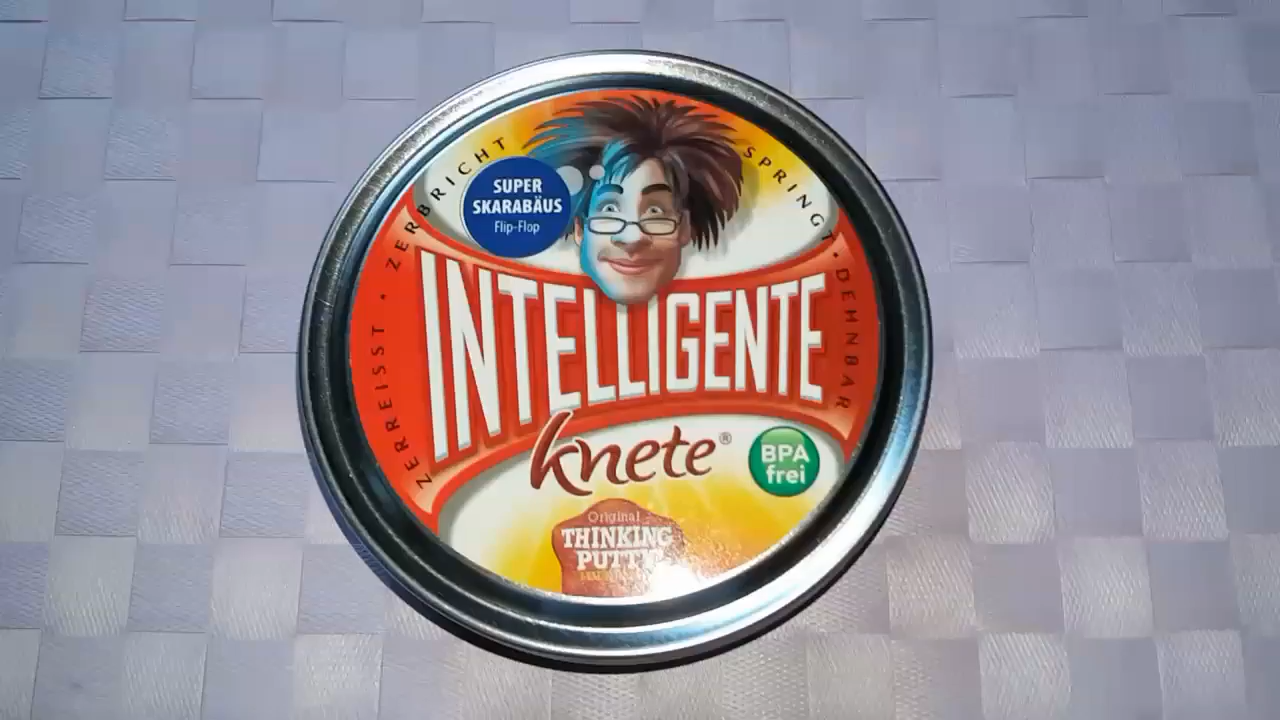 ZERREISST • ZERBRICHT
SPRINGT • DEHNBAR
SUPER
SKARABÄUS
Flip-Flop
INTELLIGENTE
knete®
BPA
frei
Original
THINKING
PUTTY